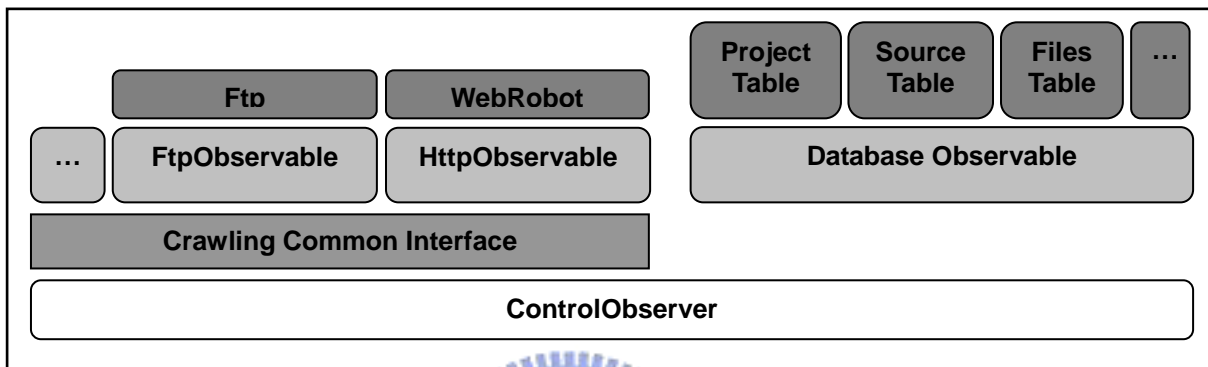 Project
Table
Source
Table
Files
Table
…
Ftp
WebRobot
…
FtpObservable
HttpObservable
Database Observable
Crawling Common Interface
ControlObserver